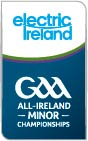 electric
Ireland
GAA
ALL-IRELAND
MINOR
CHAMPIONSHIPS